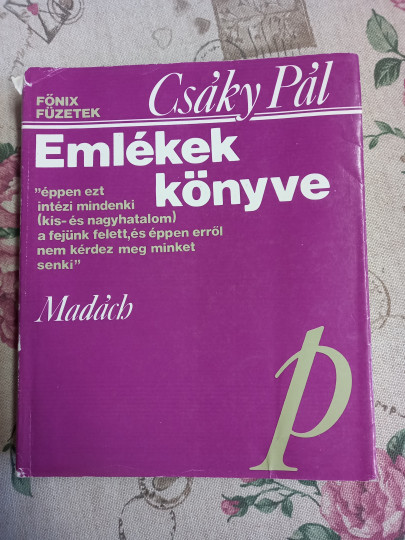 FŐNIX
FÜZETEK
Csáky Pál
Emlékek
könyve
"éppen ezt
intézi mindenki
(kis- és nagyhatalom)
a fejünk felett, és éppen erről
nem kérdez meg minket
senki"
Madách
p